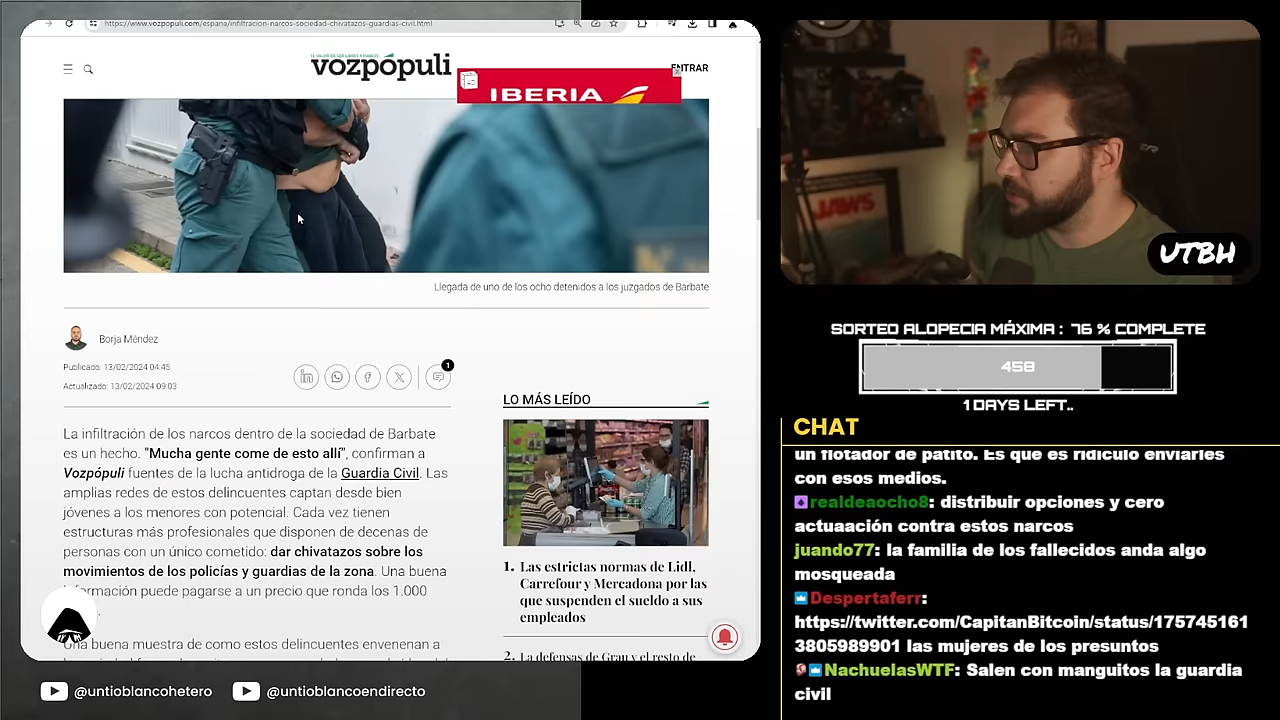 https://www.vozpopuli.com/espana/infiltracion-narcos-sociedad-chivatazos-guardias-civil.html
vozpópuli
ENTRAR
IBERIA
Llegada de uno de los ocho detenidos a los juzgados de Barbate
Borja Méndez
Publicado: 13/02/2024 04:45
Actualizado: 13/02/2024 09:03
1
La infiltración de los narcos dentro de la sociedad de Barbate
es un hecho. "Mucha gente come de esto allí", confirman a
Vozpópuli fuentes de la lucha antidroga de la Guardia Civil. Las
amplias redes de estos delincuentes captan desde bien
jóvenes a los menores con potencial. Cada vez tienen
estructuras más profesionales que disponen de decenas de
personas con un único cometido: dar chivatazos sobre los
movimientos de los policías y guardias de la zona. Una buena
información puede pagarse a un precio que ronda los 1.000
Una buena muestra de como estos delincuentes envenenan a
LO MÁS LEÍDO
1. Las estrictas normas de Lidl,
Carrefour y Mercadona por las
que suspenden el sueldo a sus
empleados
2. La defensas de Grau y el resto de
@untioblancohetero
@untioblancoendirecto
JAWS
UTBH
SORTEO ALOPECIA MÁXIMA : 76 % COMPLETE
458
1 DAYS LEFT..
CHAT
un flotador de patito. Es que es ridículo enviarles
con esos medios.
realdeaocho8: distribuir opciones y cero
actuaación contra estos narcos
juando77: la familia de los fallecidos anda algo
mosqueada
Despertaferr:
https://twitter.com/CapitanBitcoin/status/175745161
3805989901 las mujeres de los presuntos
NachuelasWTF: Salen con manguitos la guardia
civil